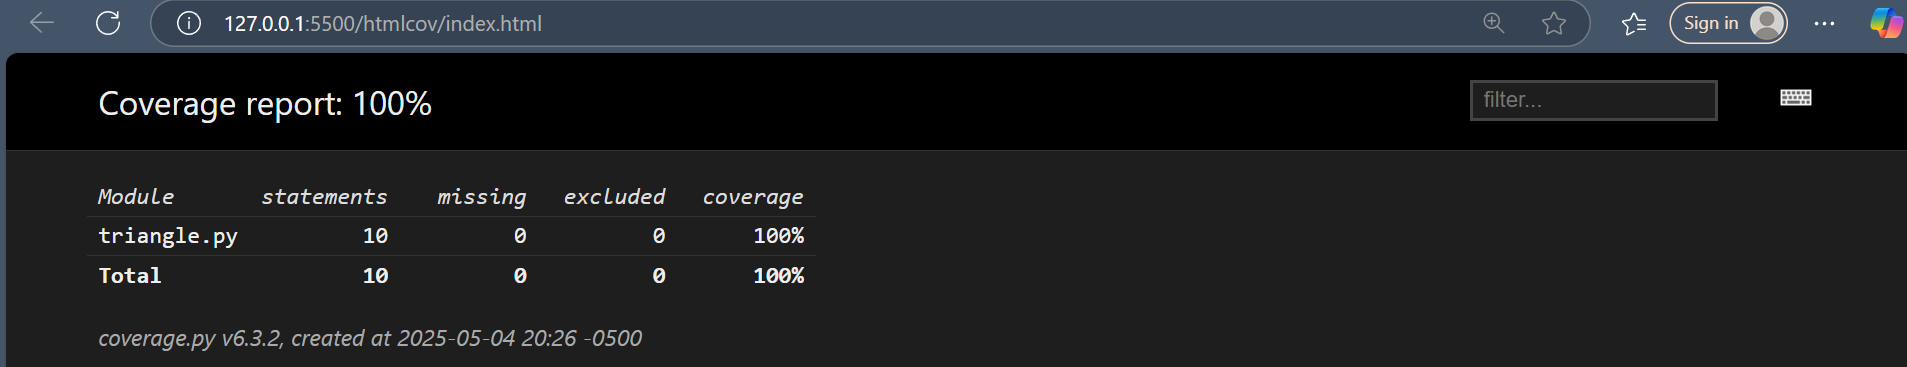 127.0.0.1:5500/htmlcov/index.html
Sign in
Coverage report: 100%
filter...
Module statements missing excluded coverage
triangle.py 10 0 0 100%
Total 10 0 0 100%
coverage.py v6.3.2, created at 2025-05-04 20:26 -0500